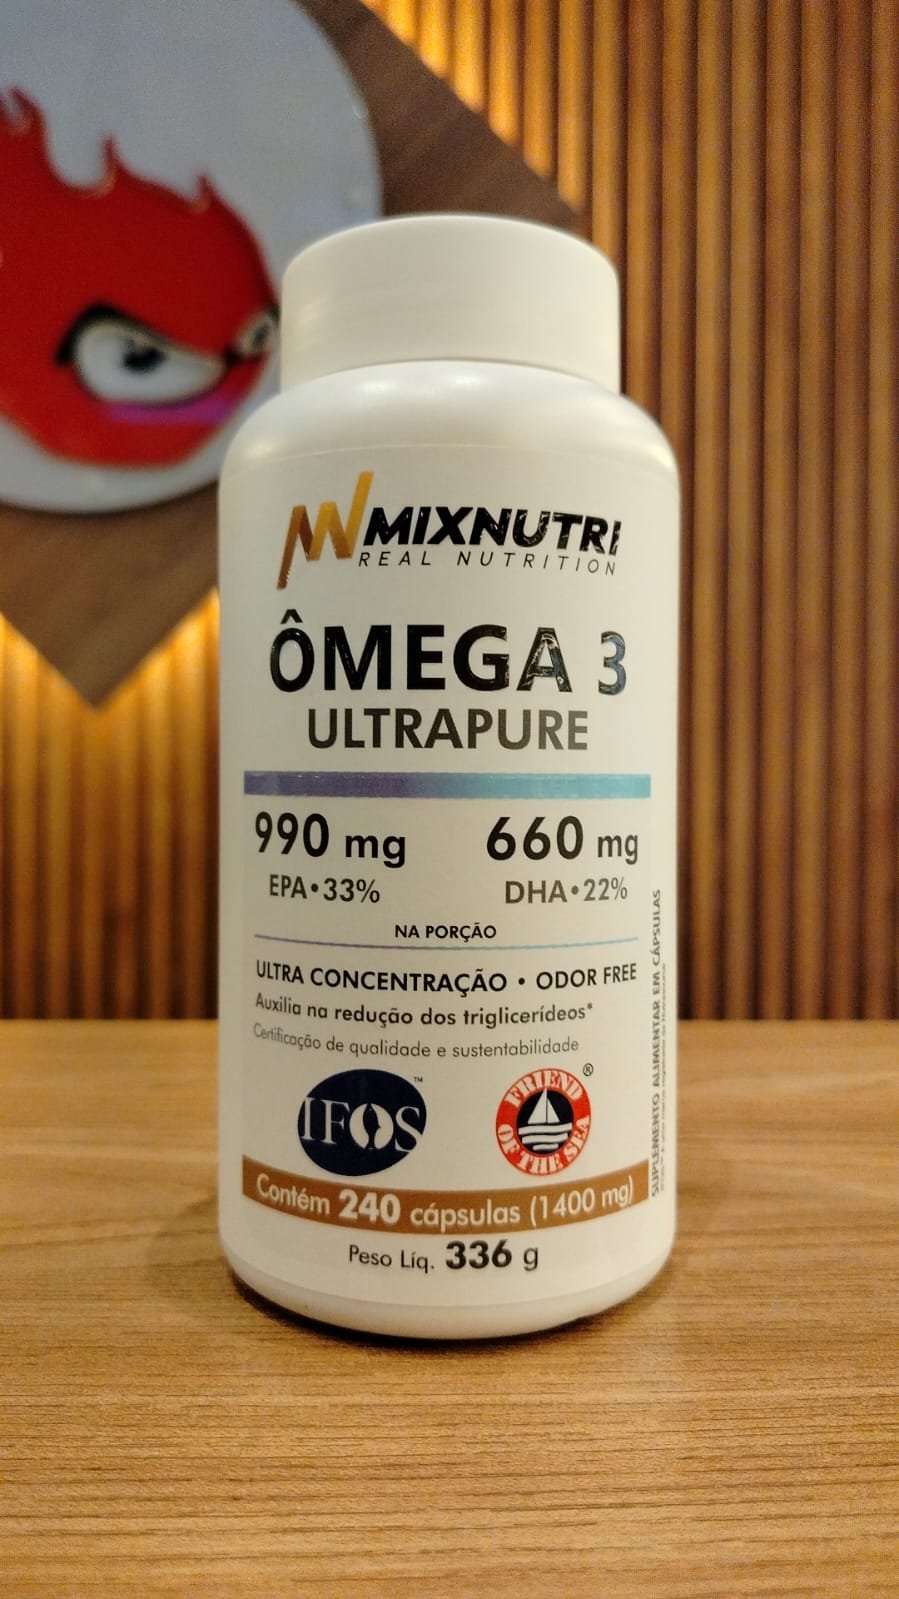 MIXNUTRI
REAL NUTRITION
ÔMEGA 3
ULTRAPURE
990 mg 660 mg
EPA•33% DHA•22%
NA PORÇÃO
ULTRA CONCENTRAÇÃO • ODOR FREE
Auxilia na redução dos triglicerídeos*
Certificação de qualidade e sustentabilidade
IFOS™
FRIEND OF THE SEA®
Contém 240 cápsulas (1400 mg)
Peso Líq. 336 g
SUPLEMENTO ALIMENTAR EM CÁPSULAS